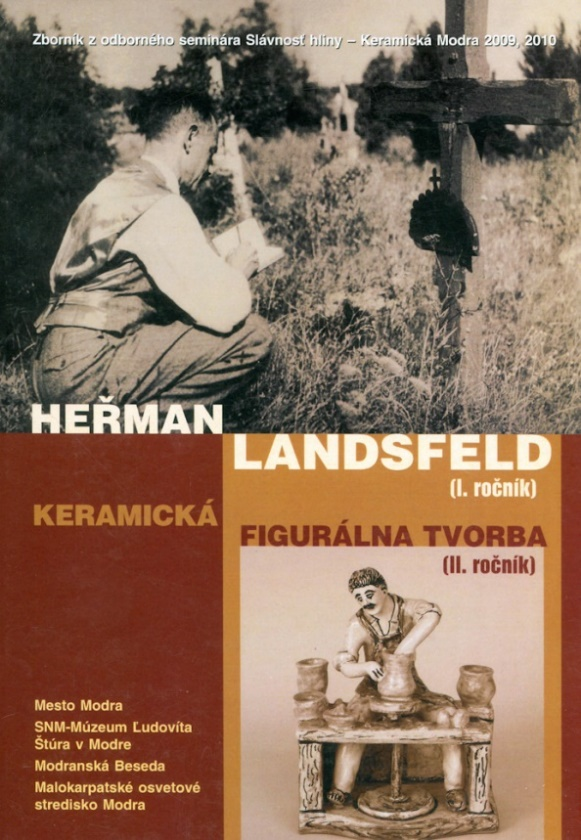 Zborník z odborného seminára Slávnosť hliny – Keramická Modra 2009, 2010
HEŘMAN
LANDSFELD
(I. ročník)
KERAMICKÁ
FIGURÁLNA TVORBA
(II. ročník)
Mesto Modra
SNM-Múzeum Ľudovíta
Štúra v Modre
Modranská Beseda
Malokarpatské osvetové
stredisko Modra